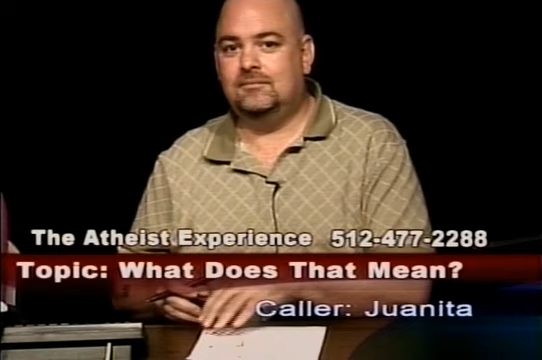 The Atheist Experience 512-477-2288
Topic: What Does That Mean?
Caller: Juanita